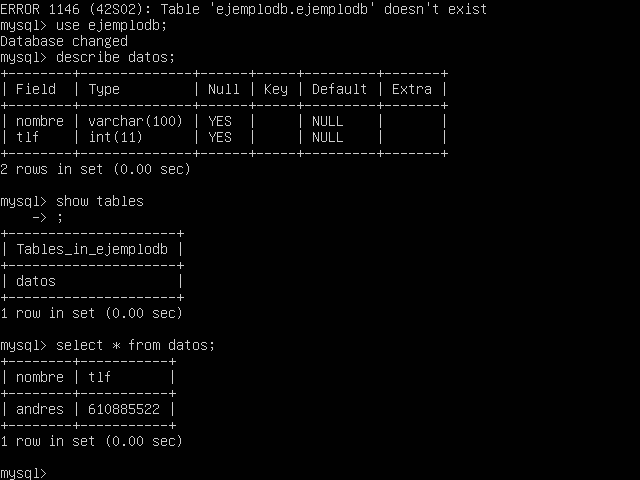 ERROR 1146 (42S02): Table 'ejemplodb.ejemplodb' doesn't exist
mysql> use ejemplodb;
Database changed
mysql> describe datos;
+--------+--------------+------+-----+---------+-------+
| Field  | Type         | Null | Key | Default | Extra |
+--------+--------------+------+-----+---------+-------+
| nombre | varchar(100) | YES  |     | NULL    |       |
| tlf    | int(11)      | YES  |     | NULL    |       |
+--------+--------------+------+-----+---------+-------+
2 rows in set (0.00 sec)
mysql> show tables
    -> ;
+---------------------+
| Tables_in_ejemplodb |
+---------------------+
| datos               |
+---------------------+
1 row in set (0.00 sec)
mysql> select * from datos;
+--------+-----------+
| nombre | tlf       |
+--------+-----------+
| andres | 610885522 |
+--------+-----------+
1 row in set (0.00 sec)
mysql>